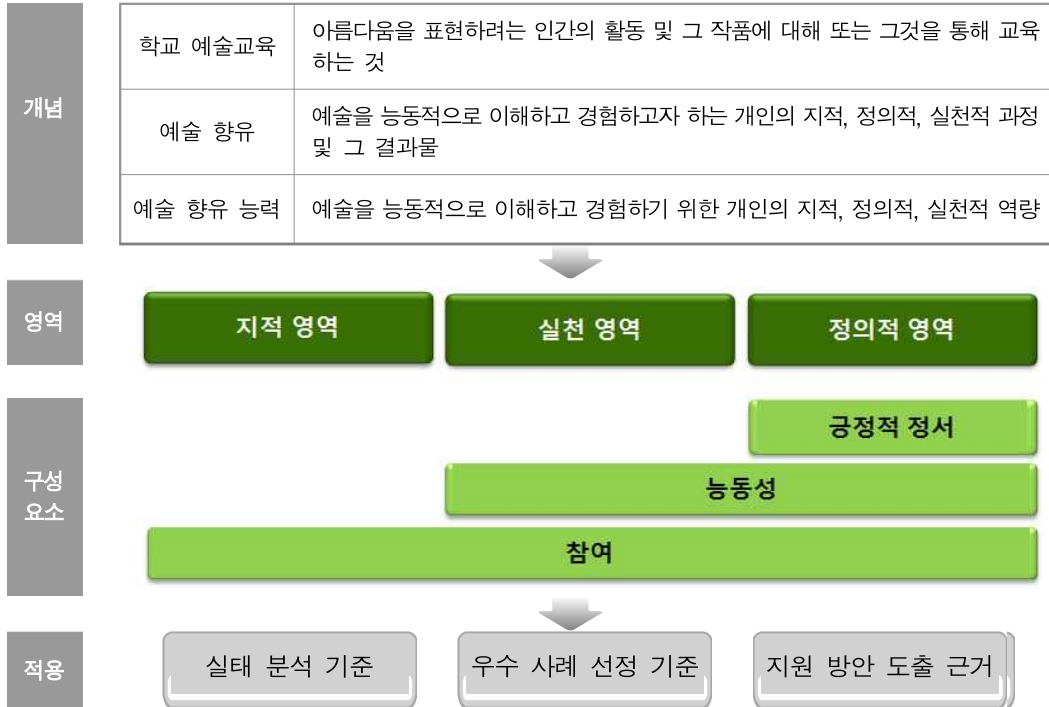 개념
학교 예술교육
아름다움을 표현하려는 인간의 활동 및 그 작품에 대해 또는 그것을 통해 교육
하는 것
예술 향유
예술을 능동적으로 이해하고 경험하고자 하는 개인의 지적, 정의적, 실천적 과정
및 그 결과물
예술 향유 능력
예술을 능동적으로 이해하고 경험하기 위한 개인의 지적, 정의적, 실천적 역량
영역
지적 영역
실천 영역
정의적 영역
구성
요소
긍정적 정서
능동성
참여
적용
실태 분석 기준
우수 사례 선정 기준
지원 방안 도출 근거